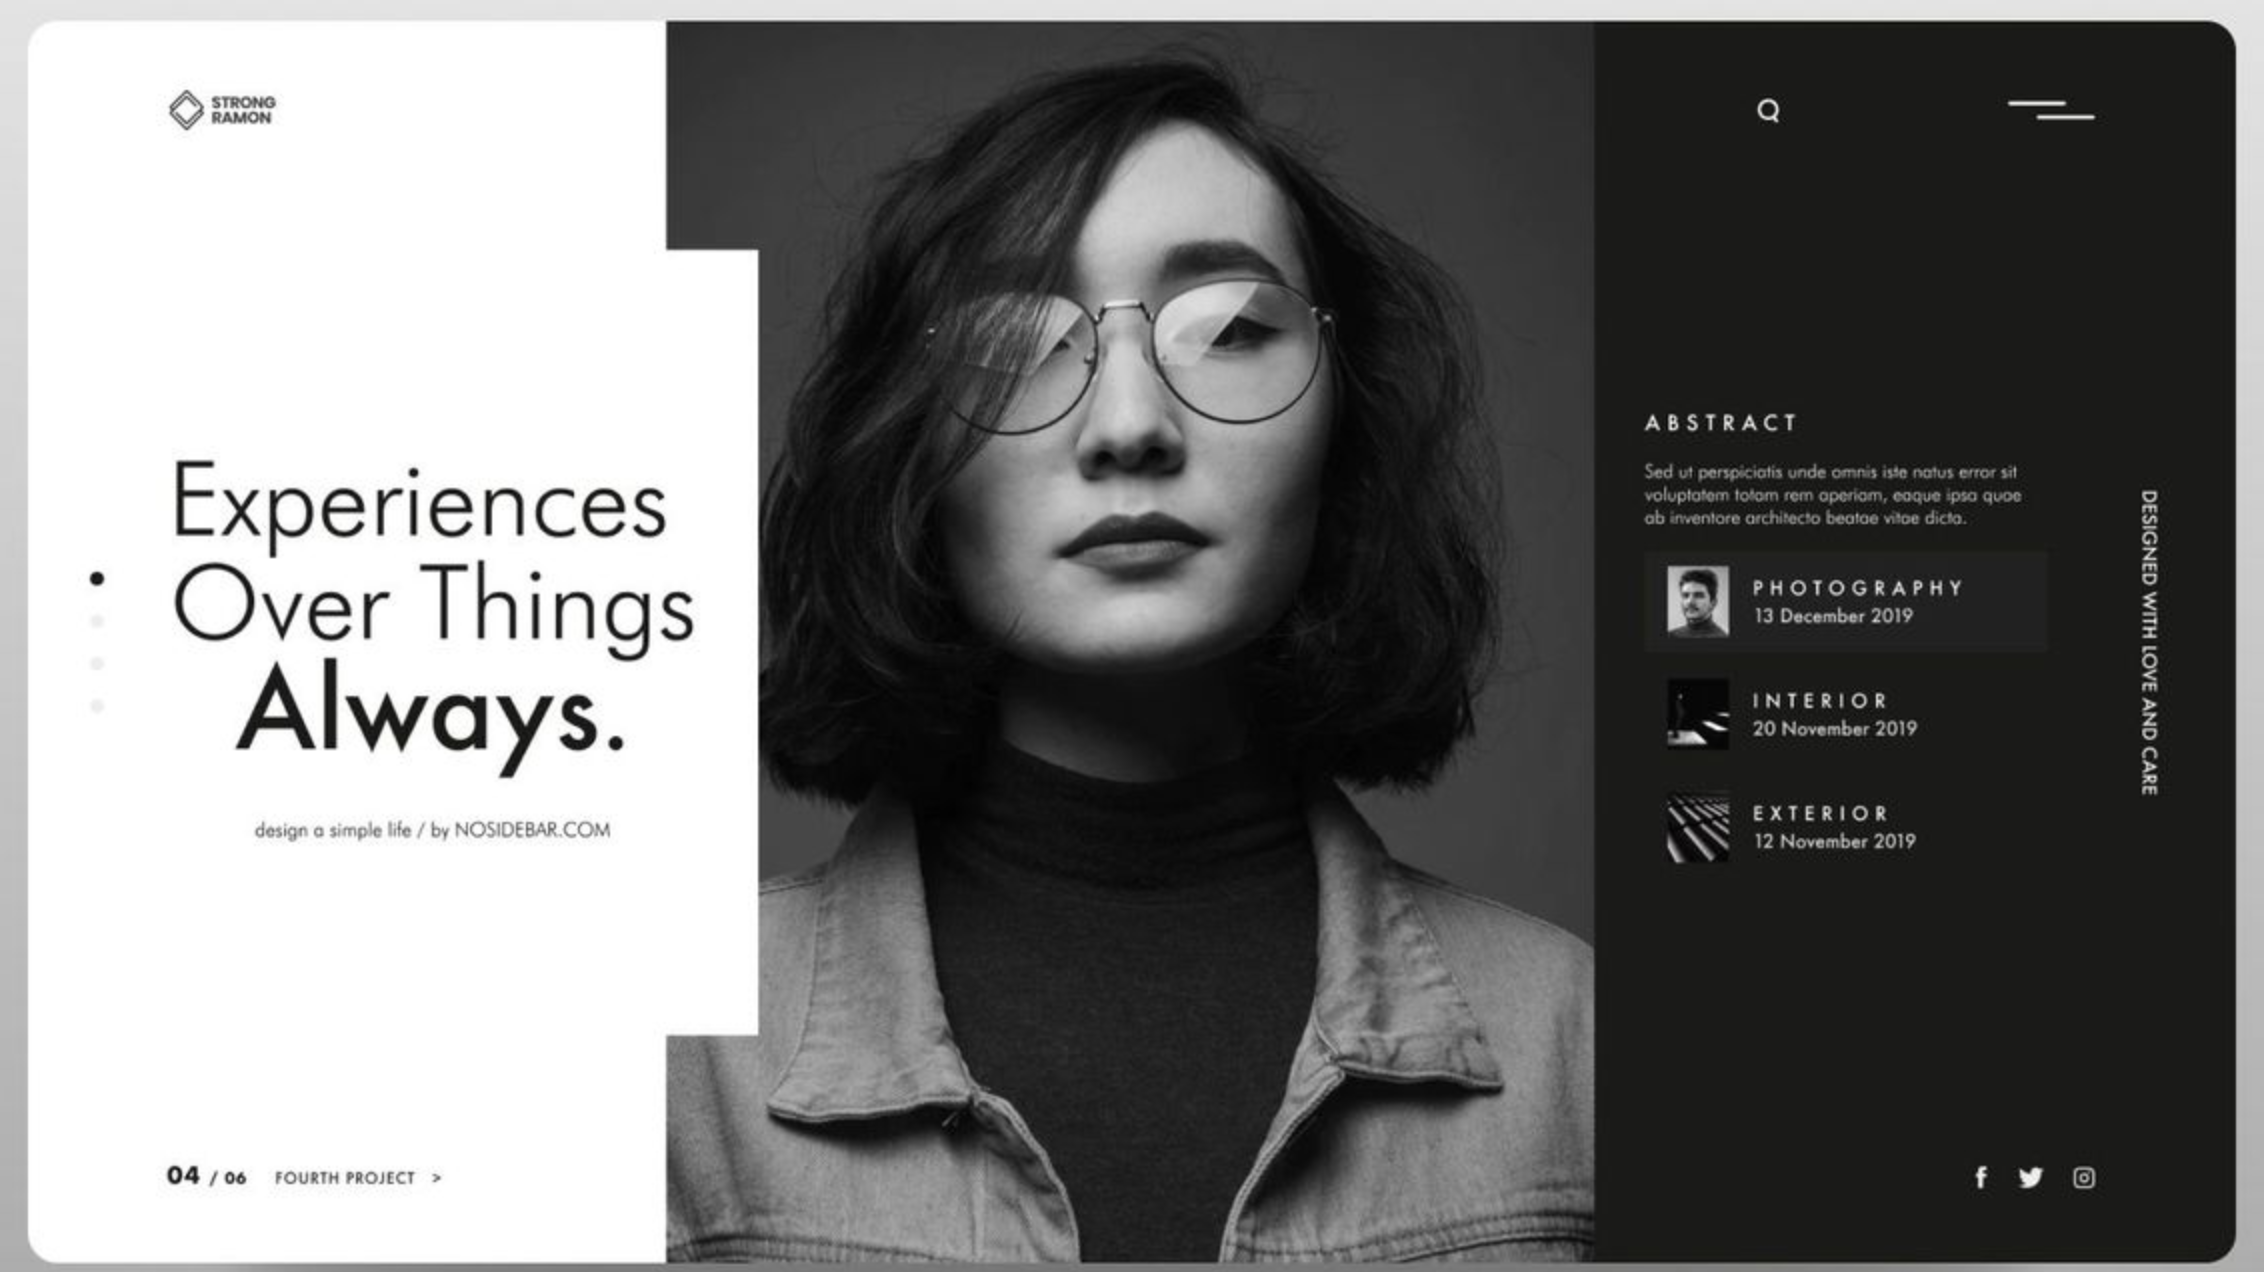 STRONG
RAMON
Experiences
Over Things
Always.
design a simple life / by NOSIDEBAR.COM
04 / 06 FOURTH PROJECT >
ABSTRACT
Sed ut perspiciatis unde omnis iste natus error sit
voluptatem totam rem aperiam, eaque ipsa quae
ab inventore architecto beatae vitae dicta.
PHOTOGRAPHY
13 December 2019
INTERIOR
20 November 2019
EXTERIOR
12 November 2019
DESIGNED WITH LOVE AND CARE